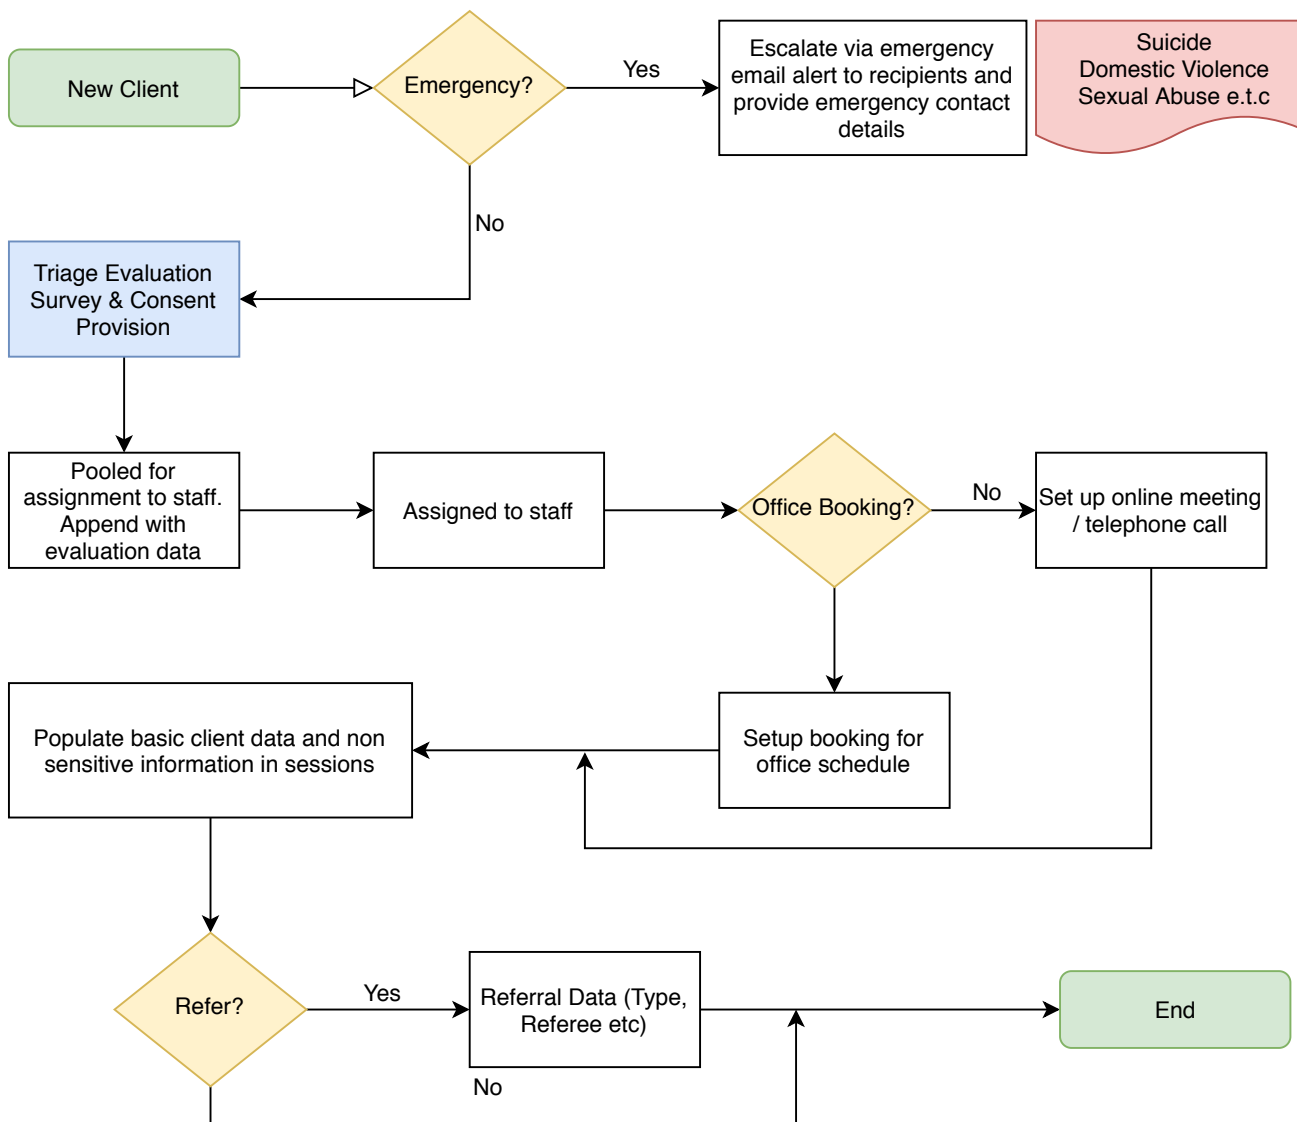 New Client
Emergency?
Yes
Escalate via emergency
email alert to recipients and
provide emergency contact
details
Suicide
Domestic Violence
Sexual Abuse e.t.c
No
Triage Evaluation
Survey & Consent
Provision
Pooled for
assignment to staff.
Append with
evaluation data
Assigned to staff
Office Booking?
No
Set up online meeting
/ telephone call
Populate basic client data and non
sensitive information in sessions
Setup booking for
office schedule
Refer?
Yes
Referral Data (Type,
Referee etc)
End
No